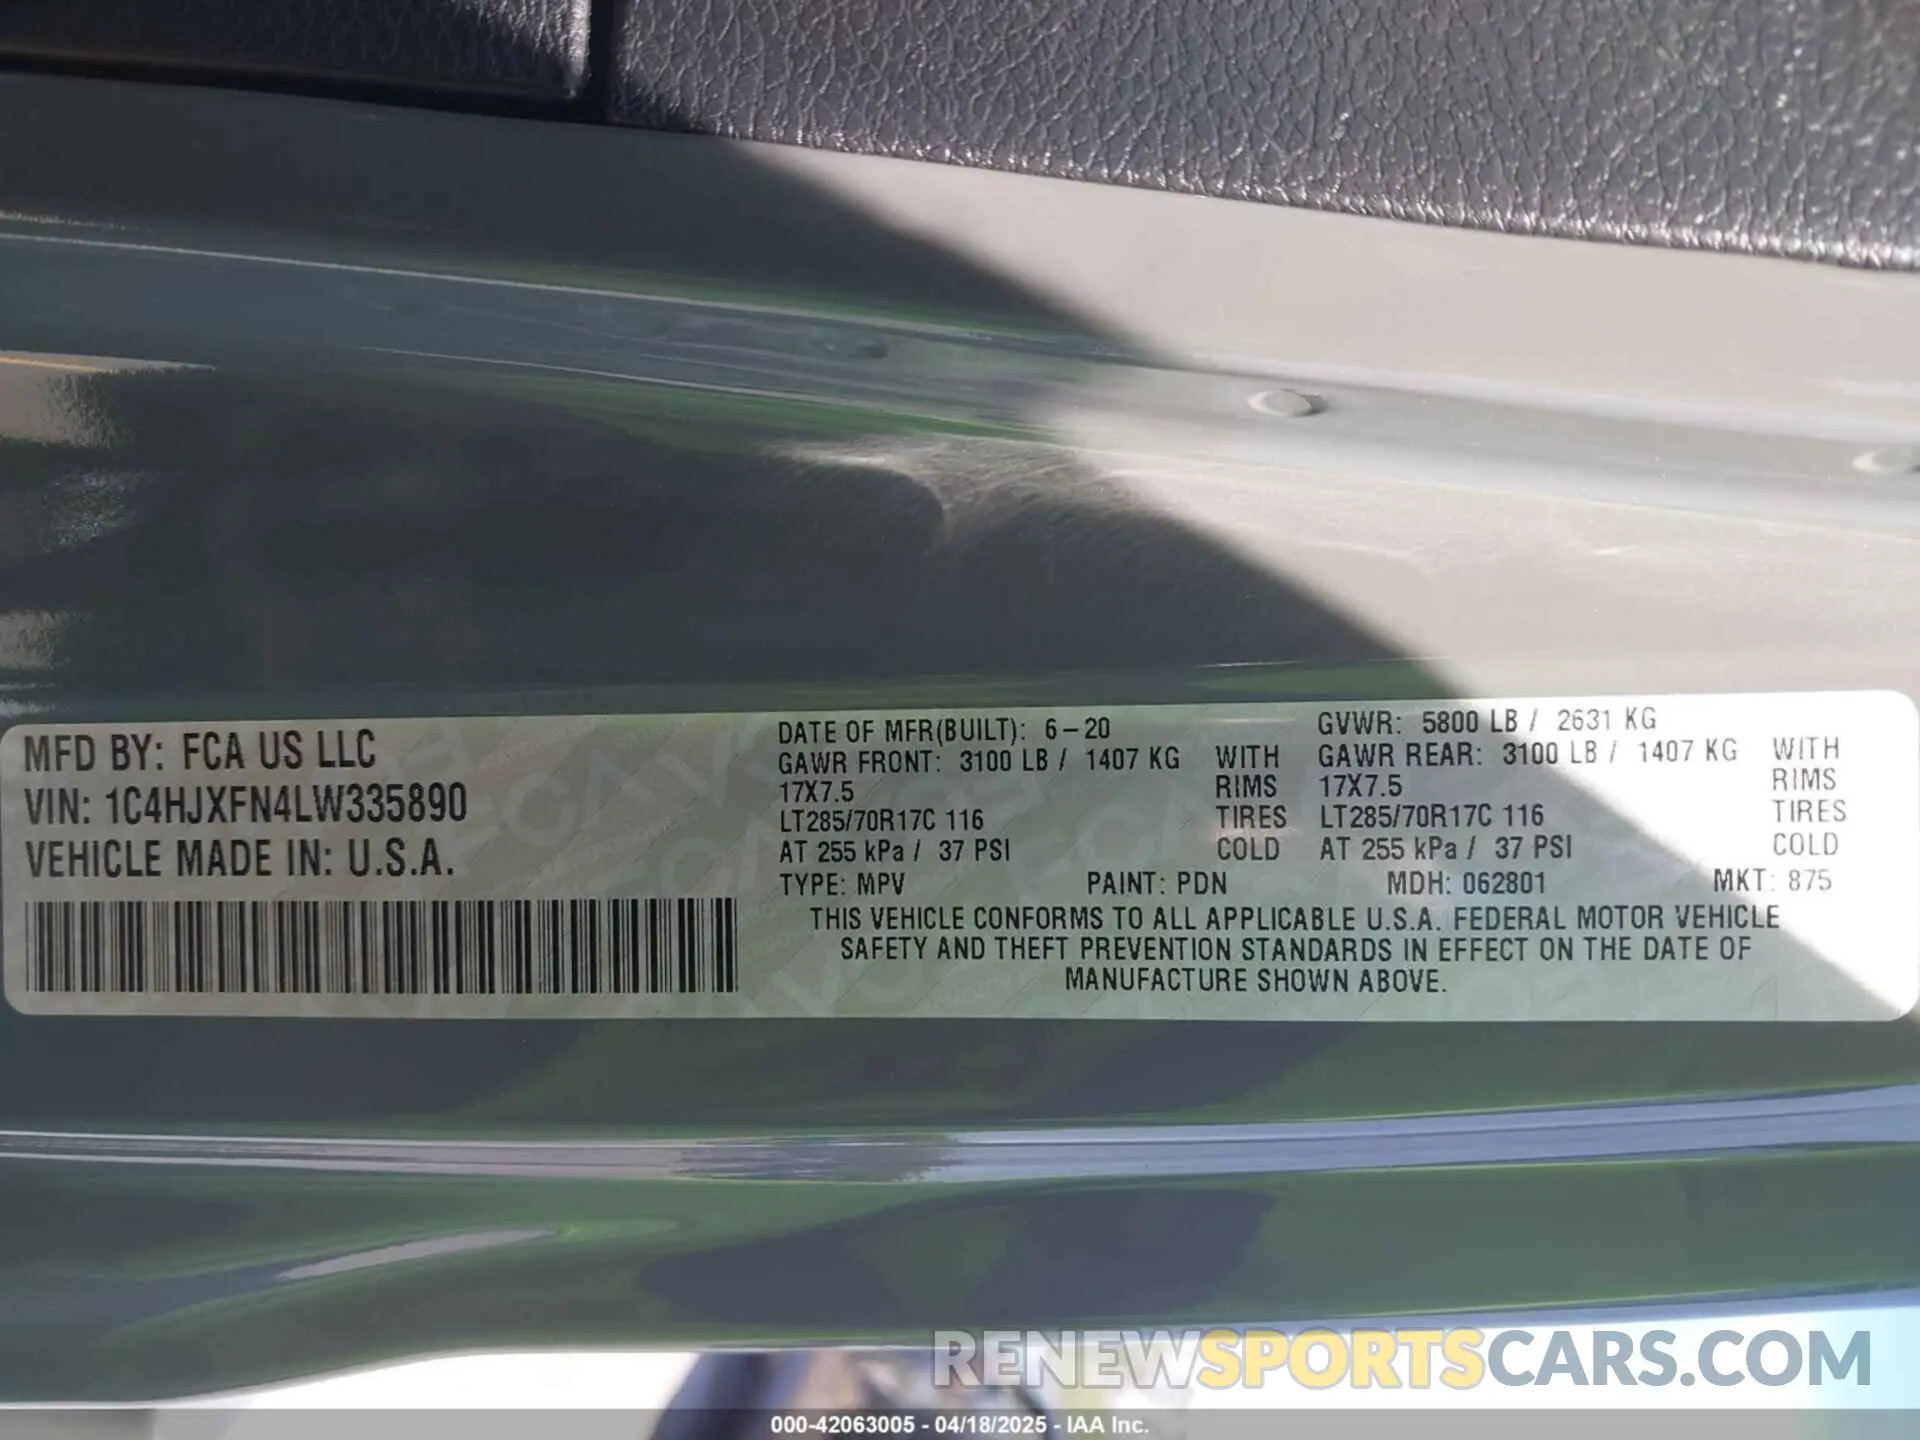 MFD BY: FCA US LLC
VIN: 1C4HJXFN4LW335890
VEHICLE MADE IN: U.S.A.
DATE OF MFR(BUILT): 6-20 GVWR: 5800 LB / 2631 KG
GAWR FRONT: 3100 LB / 1407 KG WITH GAWR REAR: 3100 LB / 1407 KG WITH
17X7.5 RIMS 17X7.5 RIMS
LT285/70R17C 116 TIRES LT285/70R17C 116 TIRES
AT 255 kPa / 37 PSI COLD AT 255 kPa / 37 PSI COLD
TYPE: MPV PAINT: PDN MDH: 062801 MKT: 875
THIS VEHICLE CONFORMS TO ALL APPLICABLE U.S.A. FEDERAL MOTOR VEHICLE
SAFETY AND THEFT PREVENTION STANDARDS IN EFFECT ON THE DATE OF
MANUFACTURE SHOWN ABOVE.
RENEWSPORTSCARS.COM
000-42063005 - 04/18/2025 - IAA Inc.